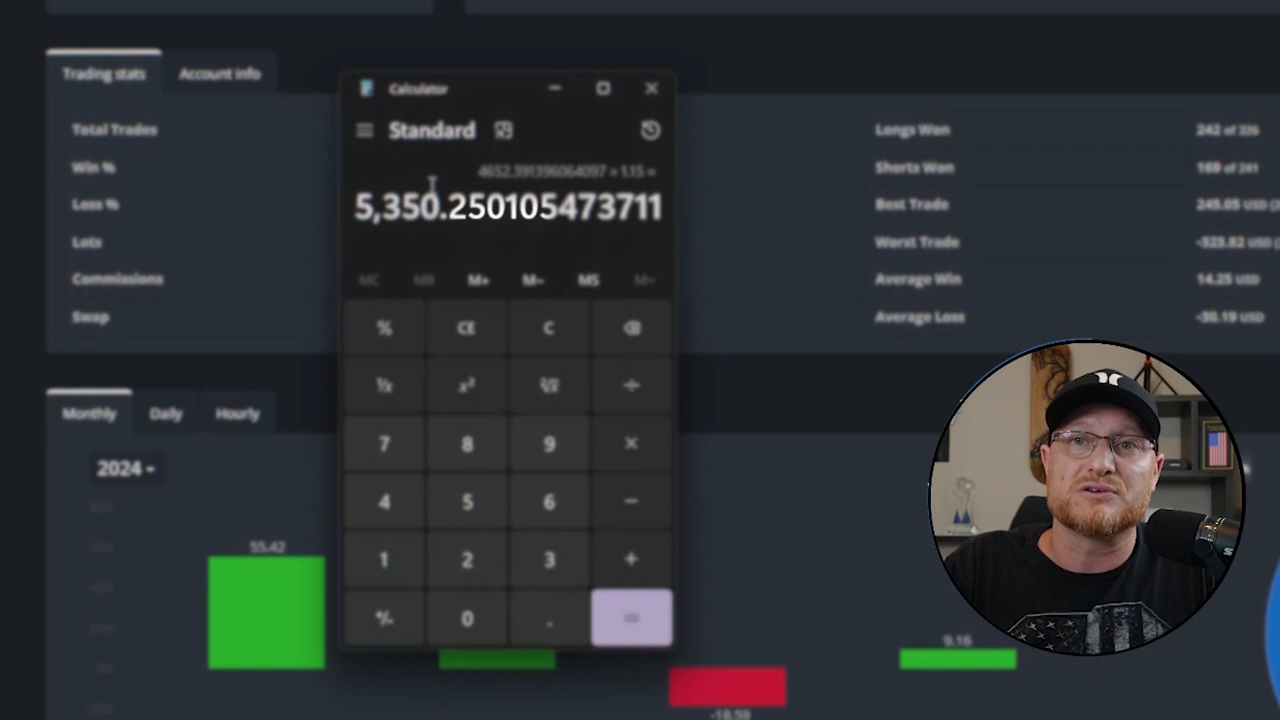 Trading stats Account info
Total Trades
Win %
Loss %
Lots
Commissions
Swap
Calculator
Standard
4652.391396064097 × 1.15 =
5,350.250105473711
MC MR M+ M- MS M˅
% CE C
⅟x x² ²√x ÷
7 8 9 ×
4 5 6 −
1 2 3 +
+/- 0 . =
Longs Won 242 of 326
Shorts Won 169 of 241
Best Trade 245.05 USD
Worst Trade -323.82 USD
Average Win 14.25 USD
Average Loss -30.19 USD
Monthly Daily Hourly
2024
55.42
-18.59
9.16